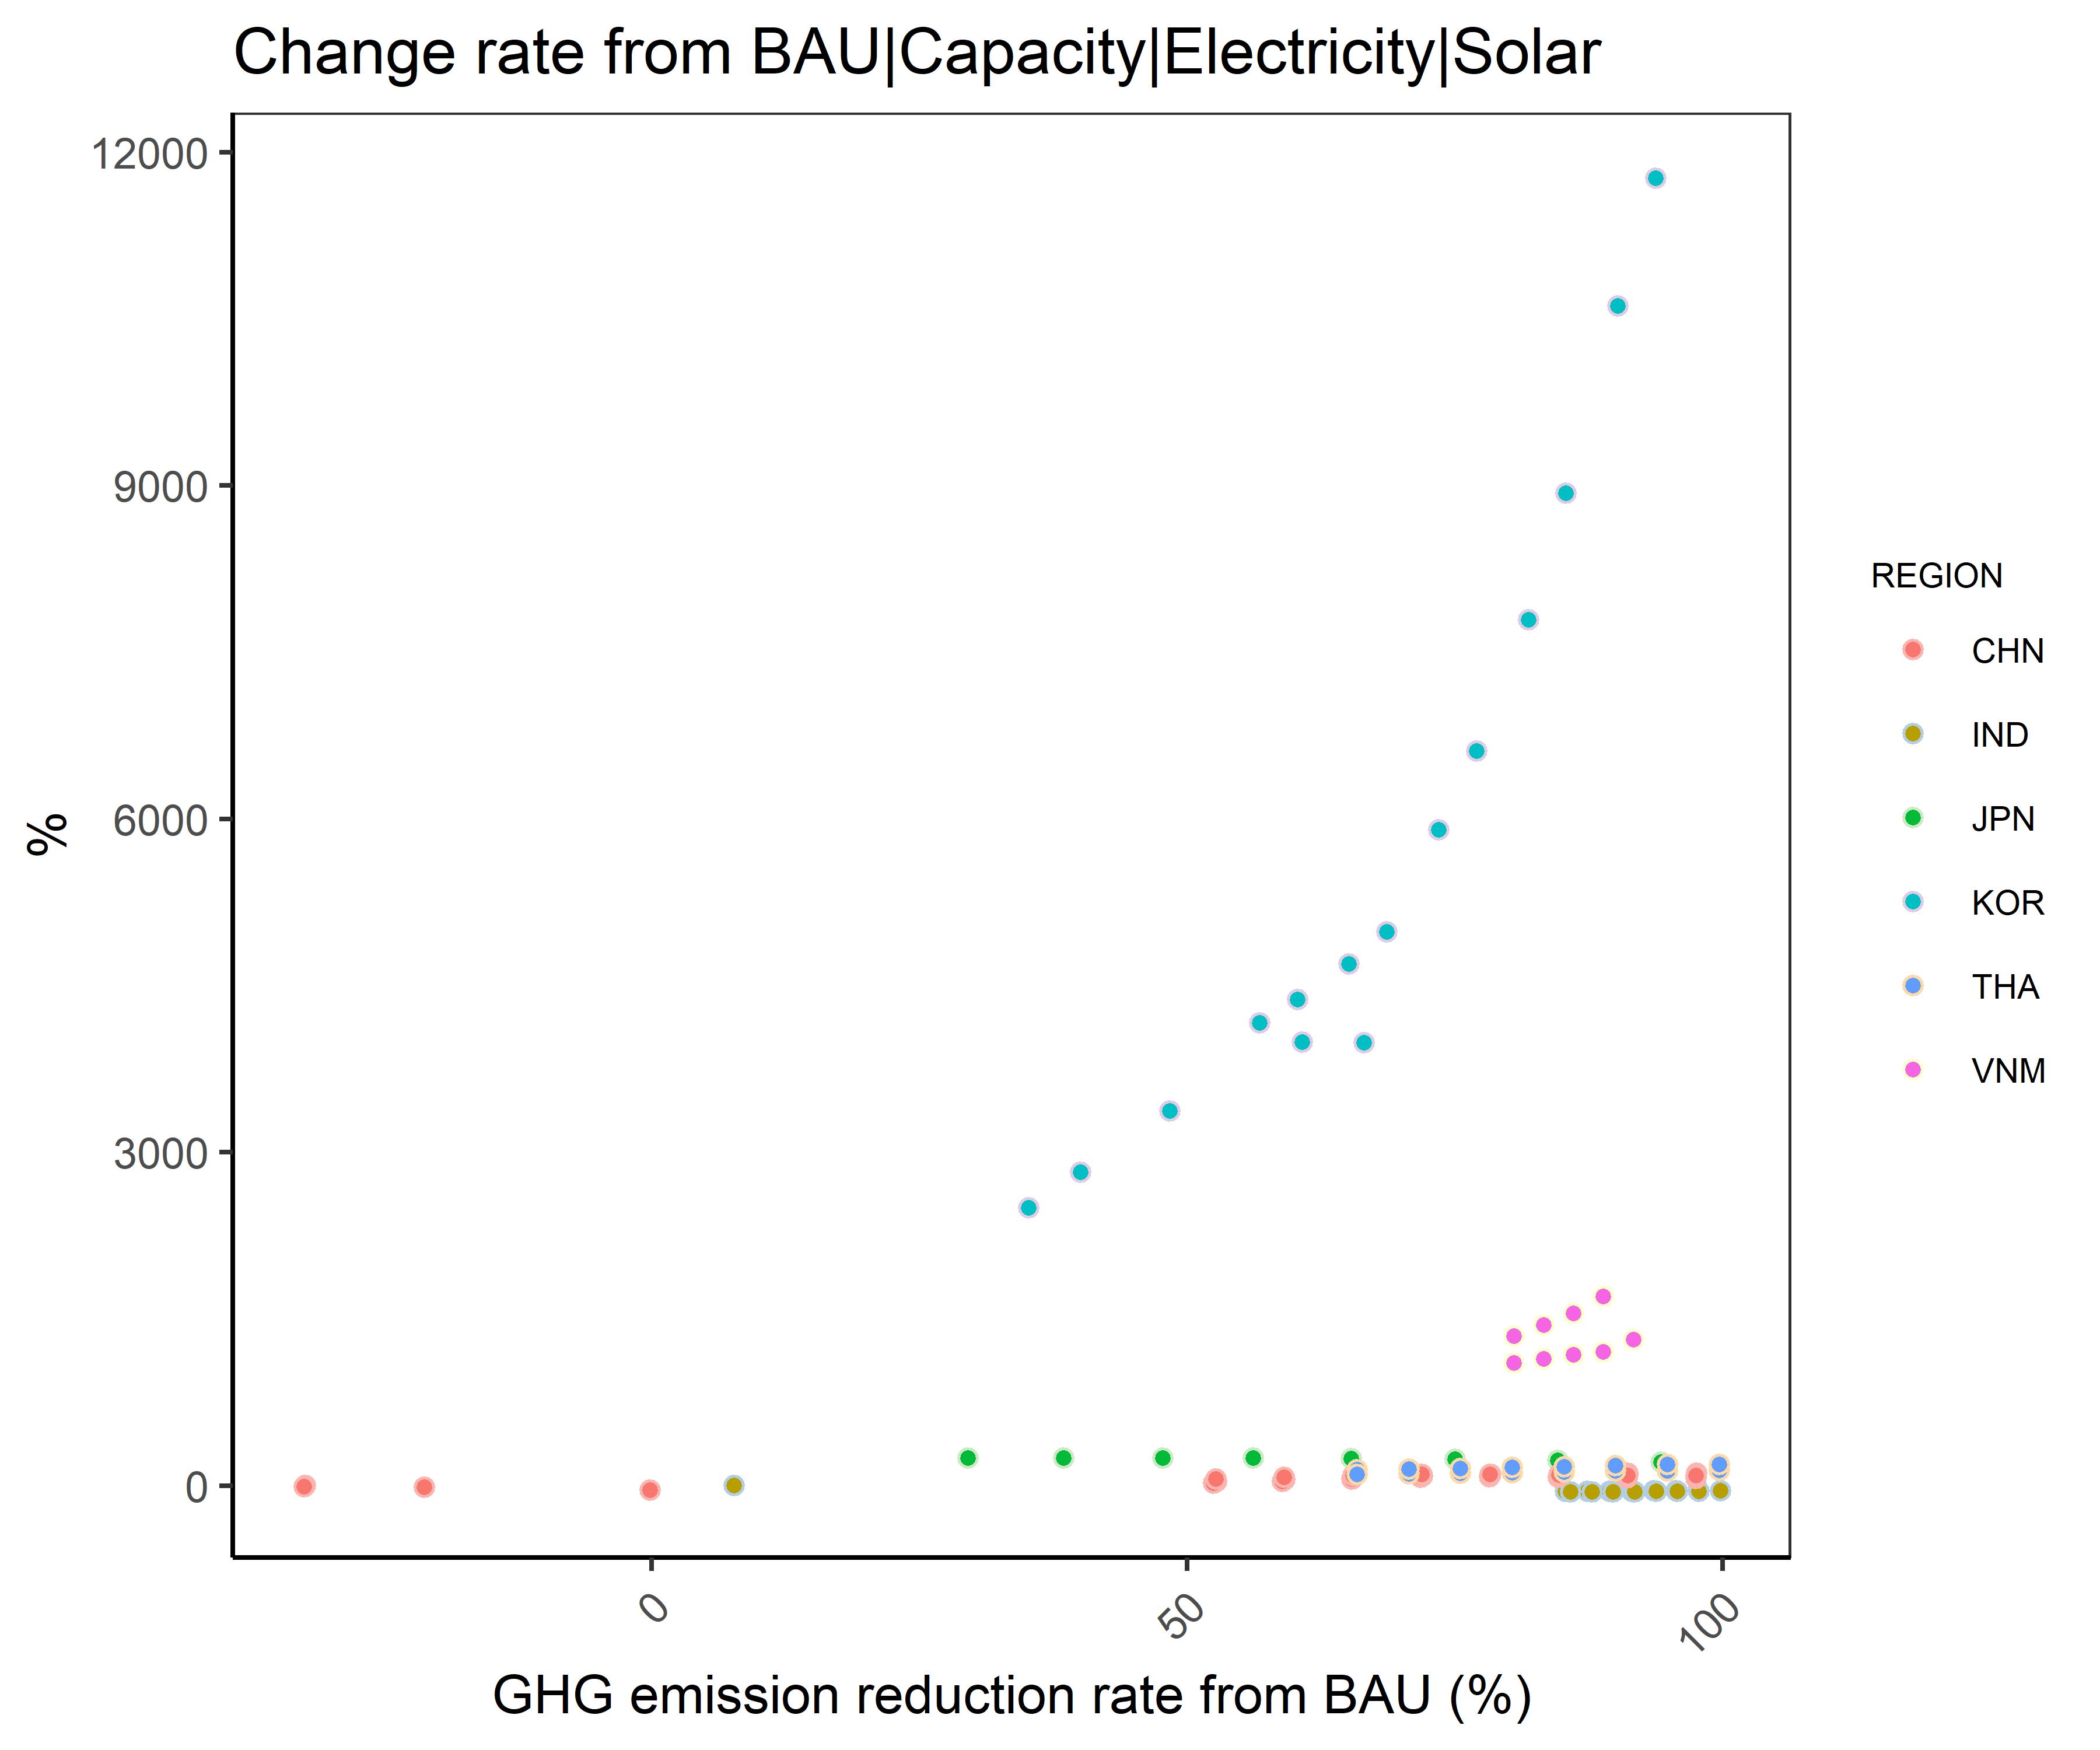 Change rate from BAU|Capacity|Electricity|Solar
12000
9000
6000
3000
0
%
0
50
100
GHG emission reduction rate from BAU (%)
REGION
CHN
IND
JPN
KOR
THA
VNM